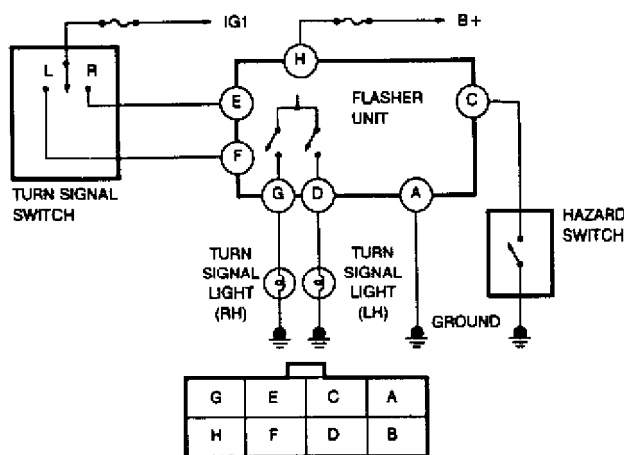 IG1
B+
L R
H
E
FLASHER
UNIT
C
F
TURN SIGNAL
SWITCH
G
D
A
HAZARD
SWITCH
TURN
SIGNAL
LIGHT
(RH)
TURN
SIGNAL
LIGHT
(LH)
GROUND
G E C A
H F D B